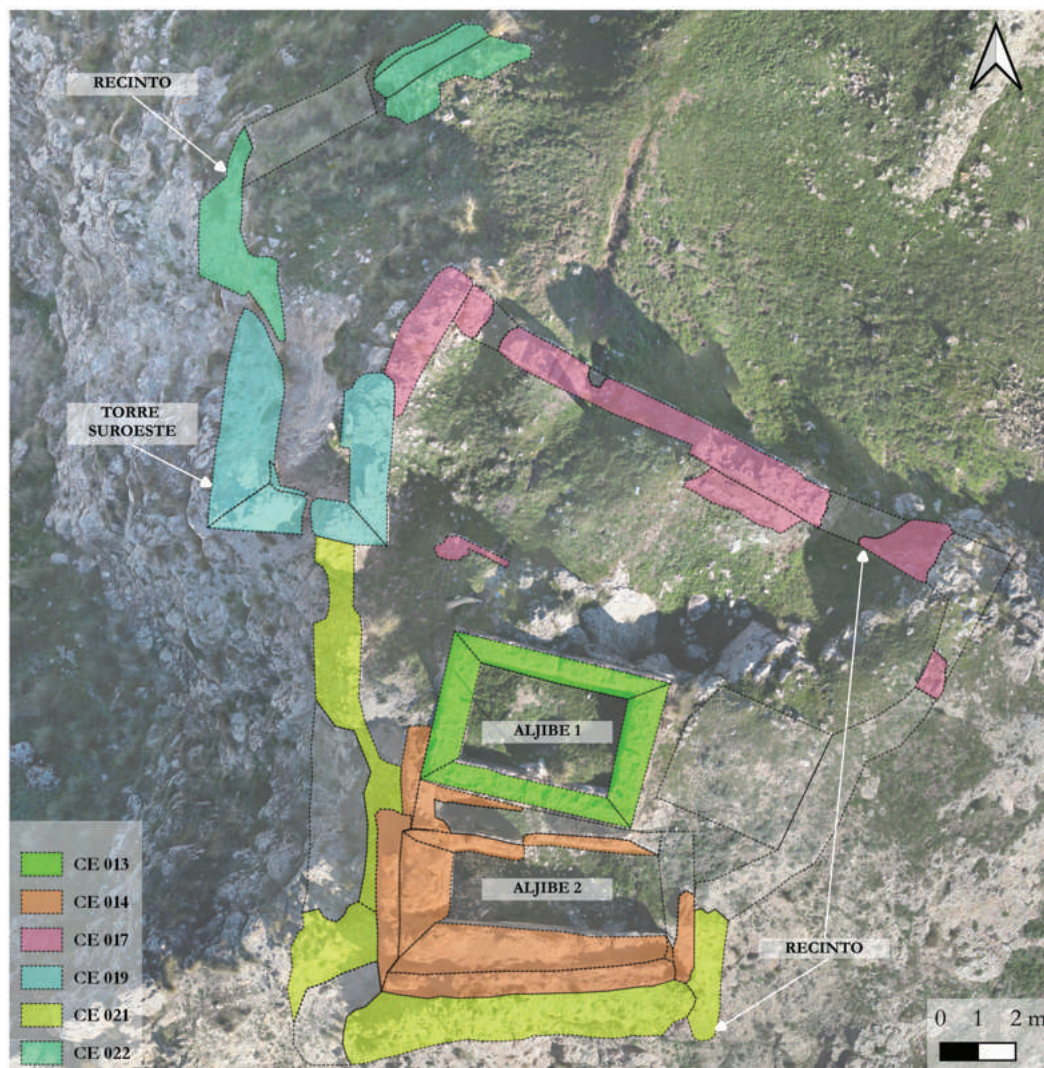 RECINTO
TORRE
SUROESTE
ALJIBE 1
ALJIBE 2
RECINTO
CE 013
CE 014
CE 017
CE 019
CE 021
CE 022
0 1 2 m